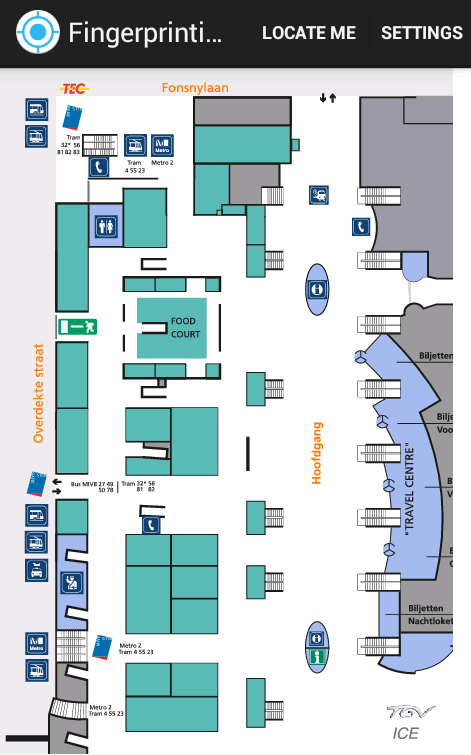 Fingerprinti...
LOCATE ME
SETTINGS
TEC
Fonsnylaan
Tram
32* 56
81 82 83
Tram
4 55 23
Metro
Metro 2
FOOD
COURT
Overdekte straat
Hoofdgang
Biljetten
"TRAVEL CENTRE"
Bus MIVB 27 49
50 78
Tram 32* 56
81 82
Biljetten
Nachtloket
Metro
Metro 2
Tram 4 55 23
Metro 2
Tram 4 55 23
TGV
ICE